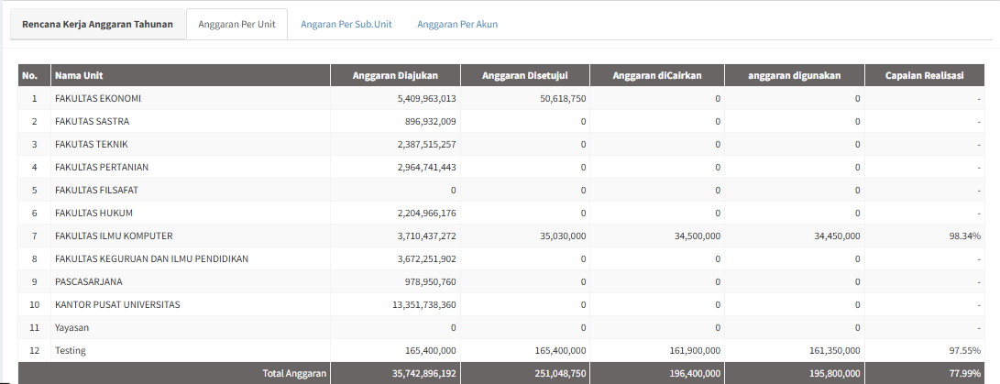 Rencana Kerja Anggaran Tahunan Anggaran Per Unit Angaran Per Sub.Unit Anggaran Per Akun
No. Nama Unit Anggaran Diajukan Anggaran Disetujui Anggaran diCairkan anggaran digunakan Capaian Realisasi
1 FAKULTAS EKONOMI 5,409,963,013 50,618,750 0 0 -
2 FAKUTAS SASTRA 896,932,009 0 0 0 -
3 FAKUTAS TEKNIK 2,387,515,257 0 0 0 -
4 FAKULTAS PERTANIAN 2,964,741,443 0 0 0 -
5 FAKULTAS FILSAFAT 0 0 0 0 -
6 FAKULTAS HUKUM 2,204,966,176 0 0 0 -
7 FAKULTAS ILMU KOMPUTER 3,710,437,272 35,030,000 34,500,000 34,450,000 98.34%
8 FAKULTAS KEGURUAN DAN ILMU PENDIDIKAN 3,672,251,902 0 0 0 -
9 PASCASARJANA 978,950,760 0 0 0 -
10 KANTOR PUSAT UNIVERSITAS 13,351,738,360 0 0 0 -
11 Yayasan 0 0 0 0 -
12 Testing 165,400,000 165,400,000 161,900,000 161,350,000 97.55%
Total Anggaran 35,742,896,192 251,048,750 196,400,000 195,800,000 77.99%